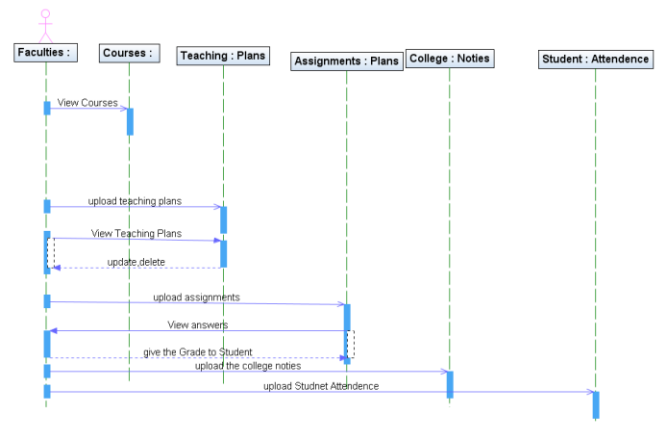 Faculties :
Courses :
Teaching : Plans
Assignments : Plans
College : Noties
Student : Attendence
View Courses
upload teaching plans
View Teaching Plans
update,delete
upload assignments
View answers
give the Grade to Student
upload the college noties
upload Studnet Attendence